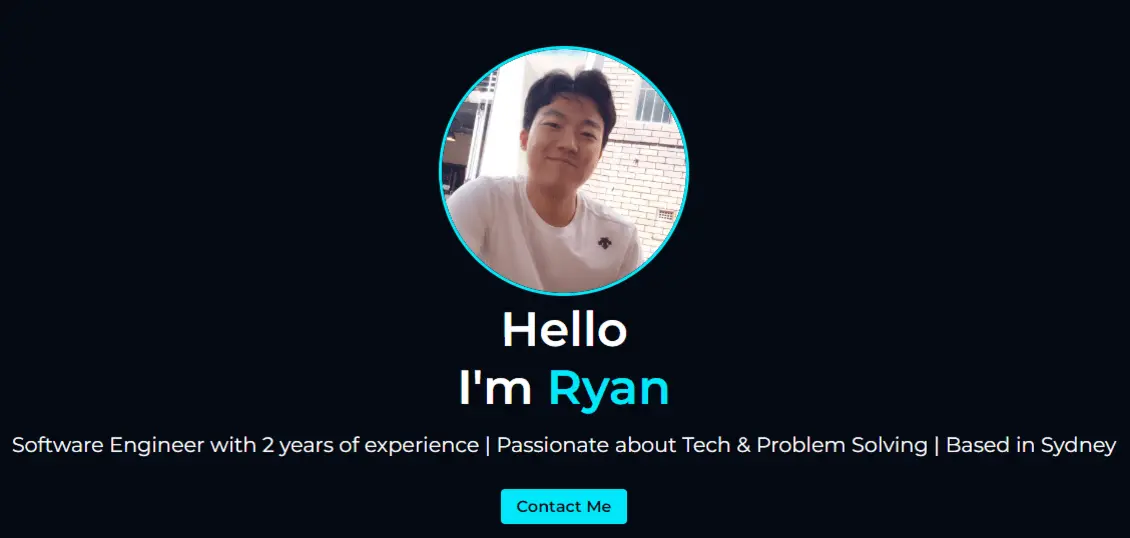 Hello
I'm Ryan
Software Engineer with 2 years of experience | Passionate about Tech & Problem Solving | Based in Sydney
Contact Me